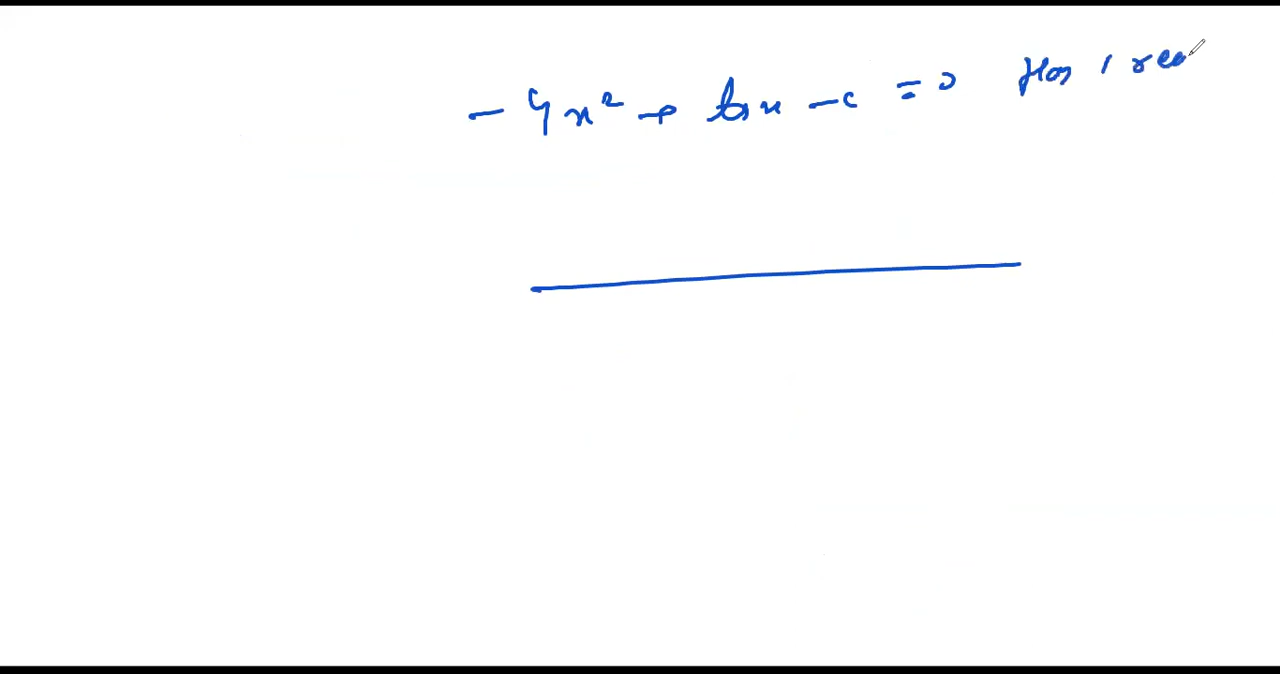 - 4x² + bx - c = 0 Has 1 real